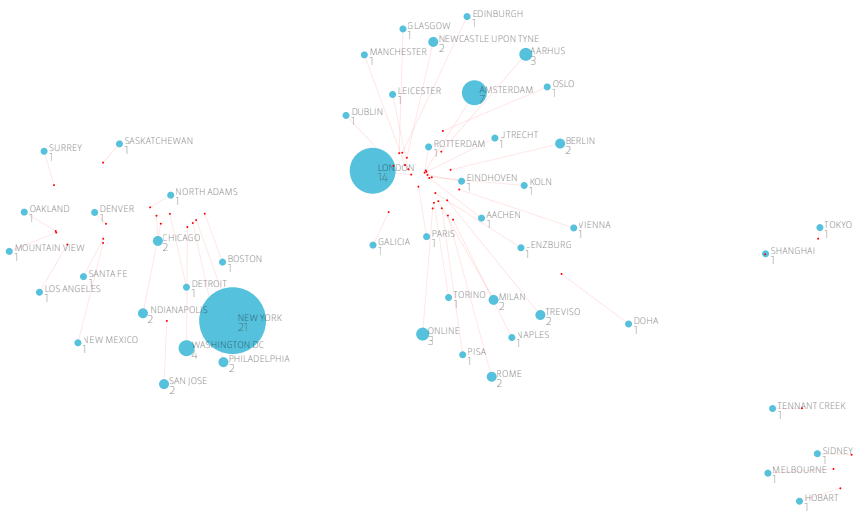 EDINBURGH
1
GLASGOW
1
NEWCASTLE UPON TYNE
2
MANCHESTER
1
AARHUS
3
LEICESTER
1
AMSTERDAM
7
OSLO
1
DUBLIN
1
ROTTERDAM
1
UTRECHT
1
BERLIN
2
SURREY
1
SASKATCHEWAN
1
LONDON
14
EINDHOVEN
1
KOLN
1
NORTH ADAMS
1
OAKLAND
1
DENVER
1
AACHEN
1
VIENNA
1
TOKYO
1
CHICAGO
2
PARIS
1
GALICIA
1
LENZBURG
1
MOUNTAIN VIEW
1
SHANGHAI
1
BOSTON
1
SANTA FE
1
LOS ANGELES
1
DETROIT
1
TORINO
1
MILAN
2
INDIANAPOLIS
2
NEW YORK
21
TREVISO
2
DOHA
1
ONLINE
3
NAPLES
1
NEW MEXICO
1
WASHINGTON DC
4
PHILADELPHIA
2
PISA
1
SAN JOSE
2
ROME
2
TENNANT CREEK
1
SIDNEY
1
MELBOURNE
1
HOBART
1